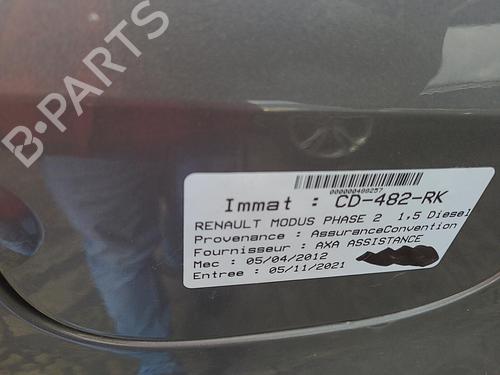 B-PARTS
000000499257
Immat : CD-482-RK
RENAULT MODUS PHASE 2 1,5 Diesel
Provenance : AssuranceConvention
Fournisseur : AXA ASSISTANCE
Mec : 05/04/2012
Entree : 05/11/2021